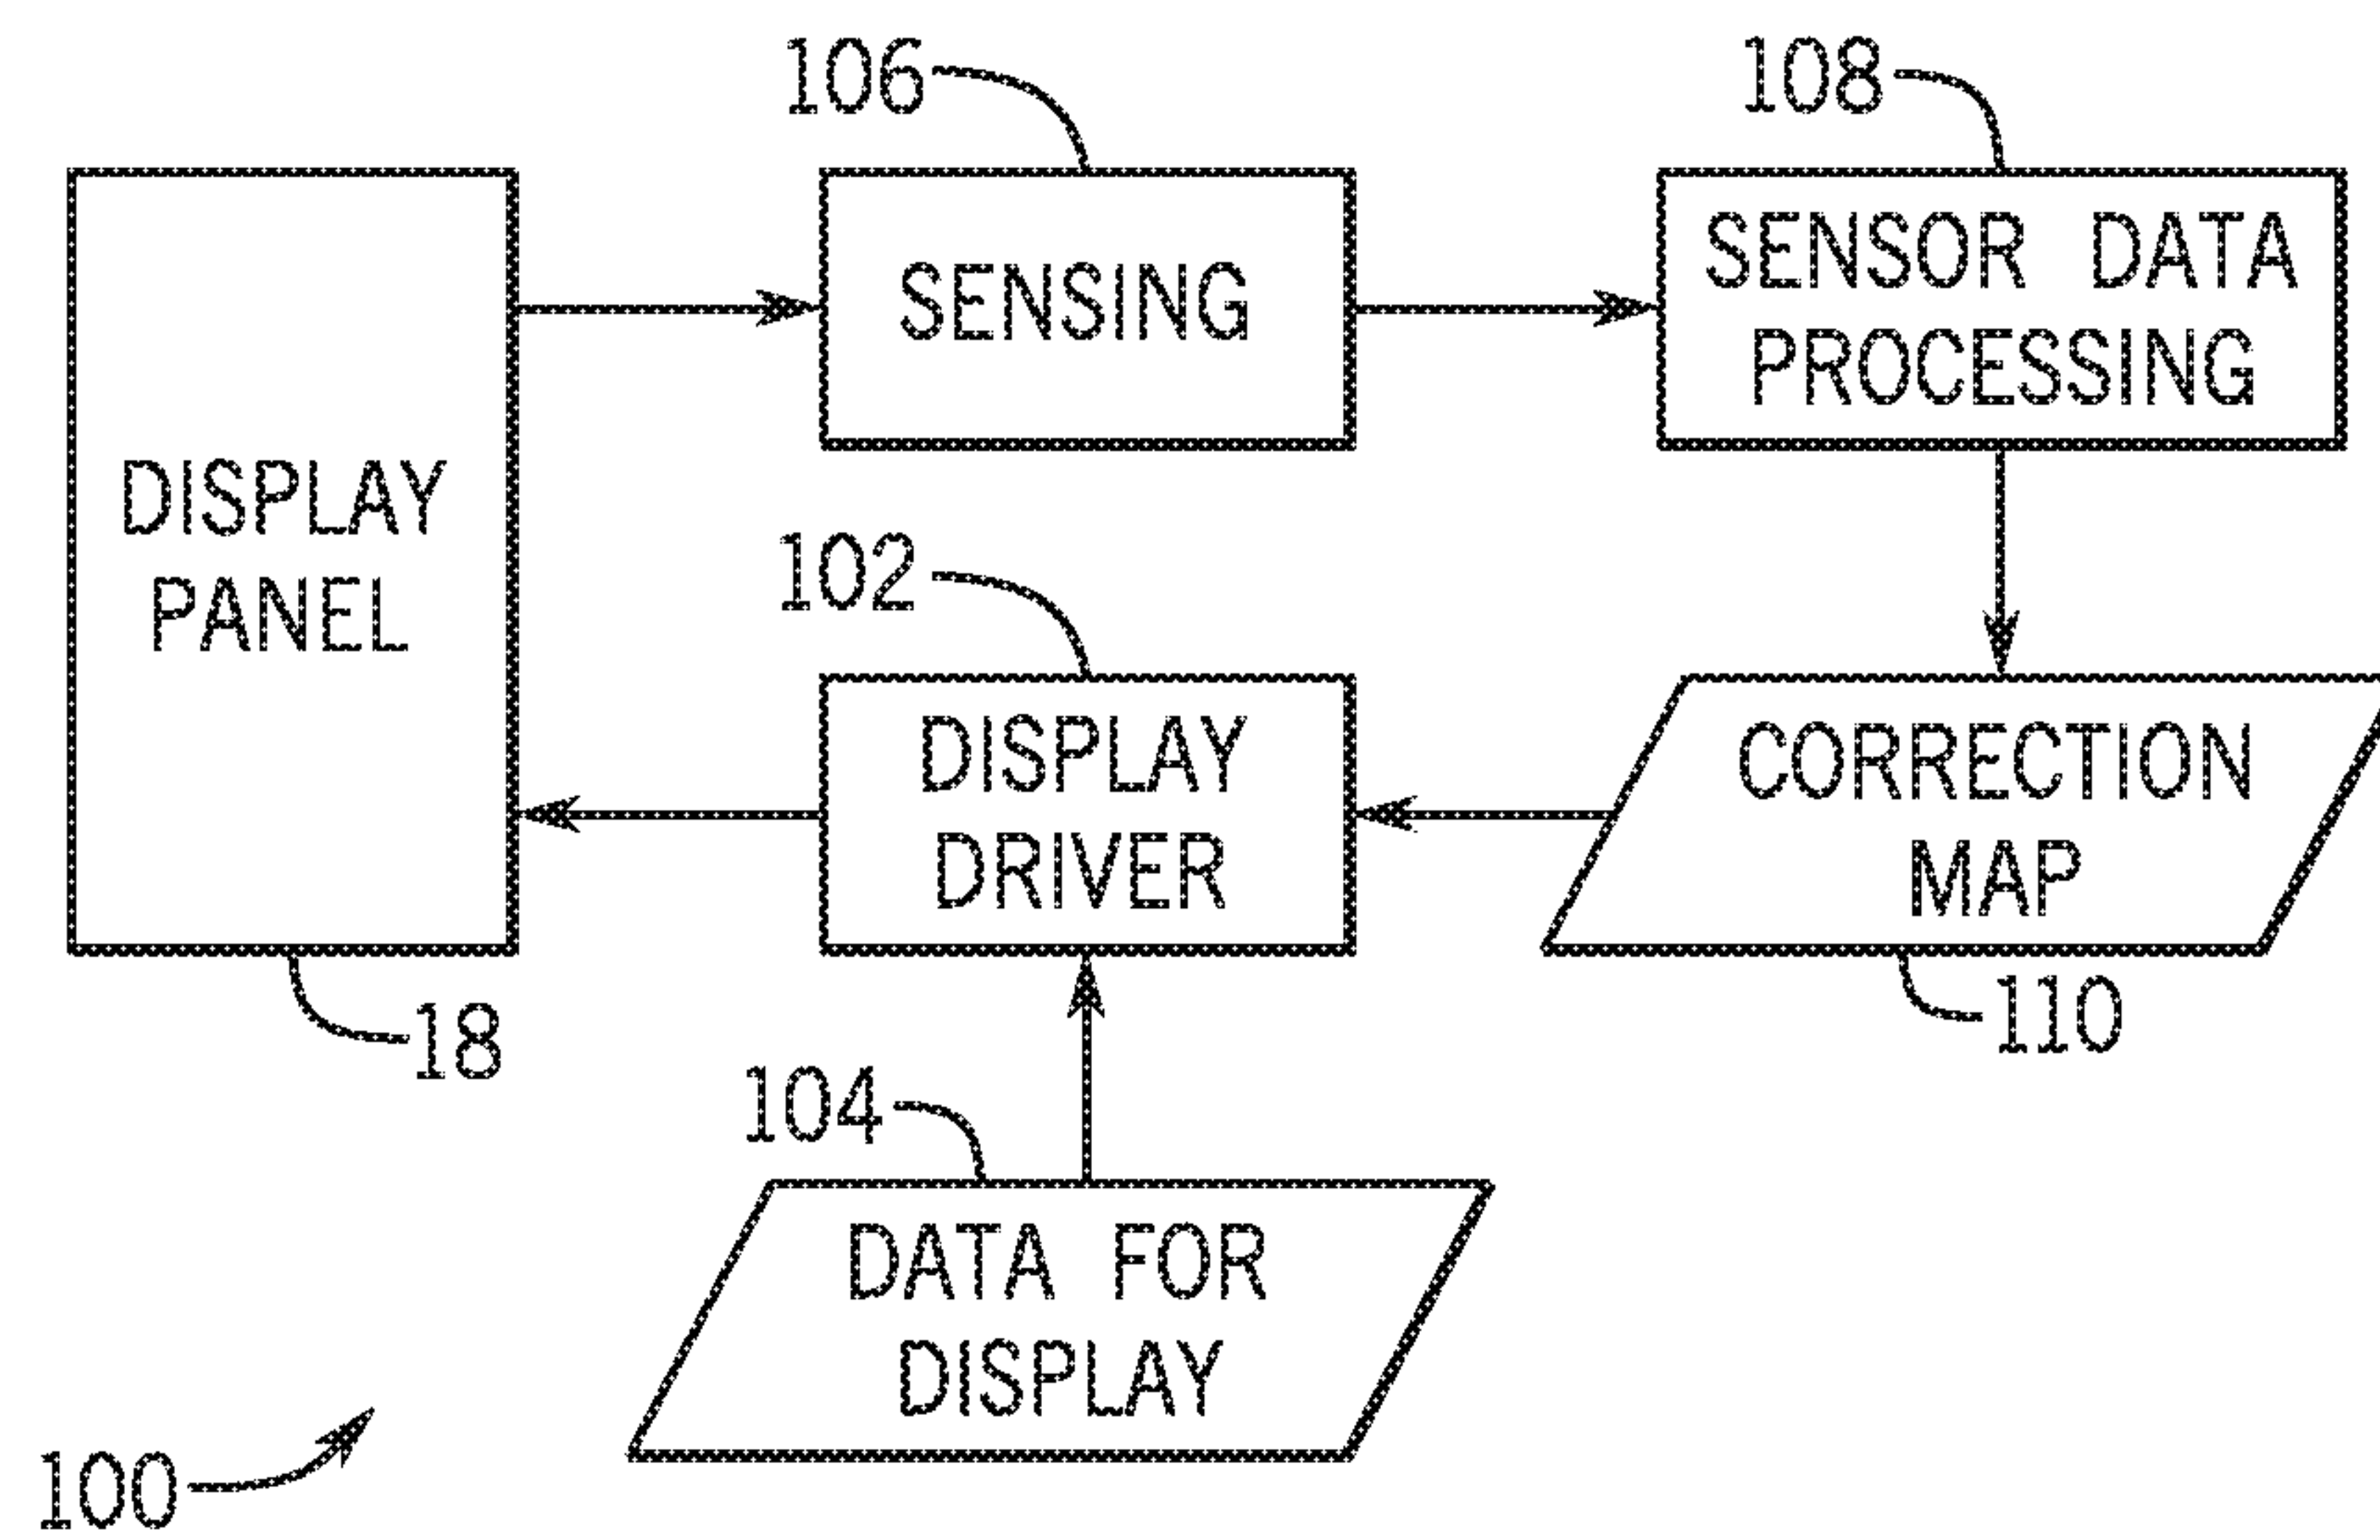 106
108
SENSING
SENSOR DATA
PROCESSING
DISPLAY
PANEL
102
DISPLAY
DRIVER
CORRECTION
MAP
18
110
104
DATA FOR
DISPLAY
100